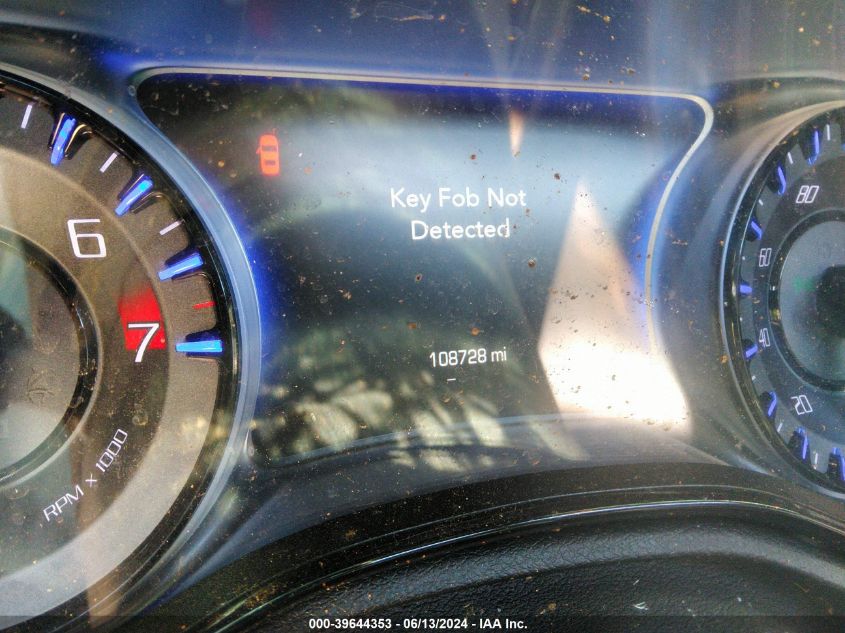 Key Fob Not
Detected
108728 mi
6
7
RPM x 1000
80
60
40
20
000-39644353 - 06/13/2024 - IAA Inc.